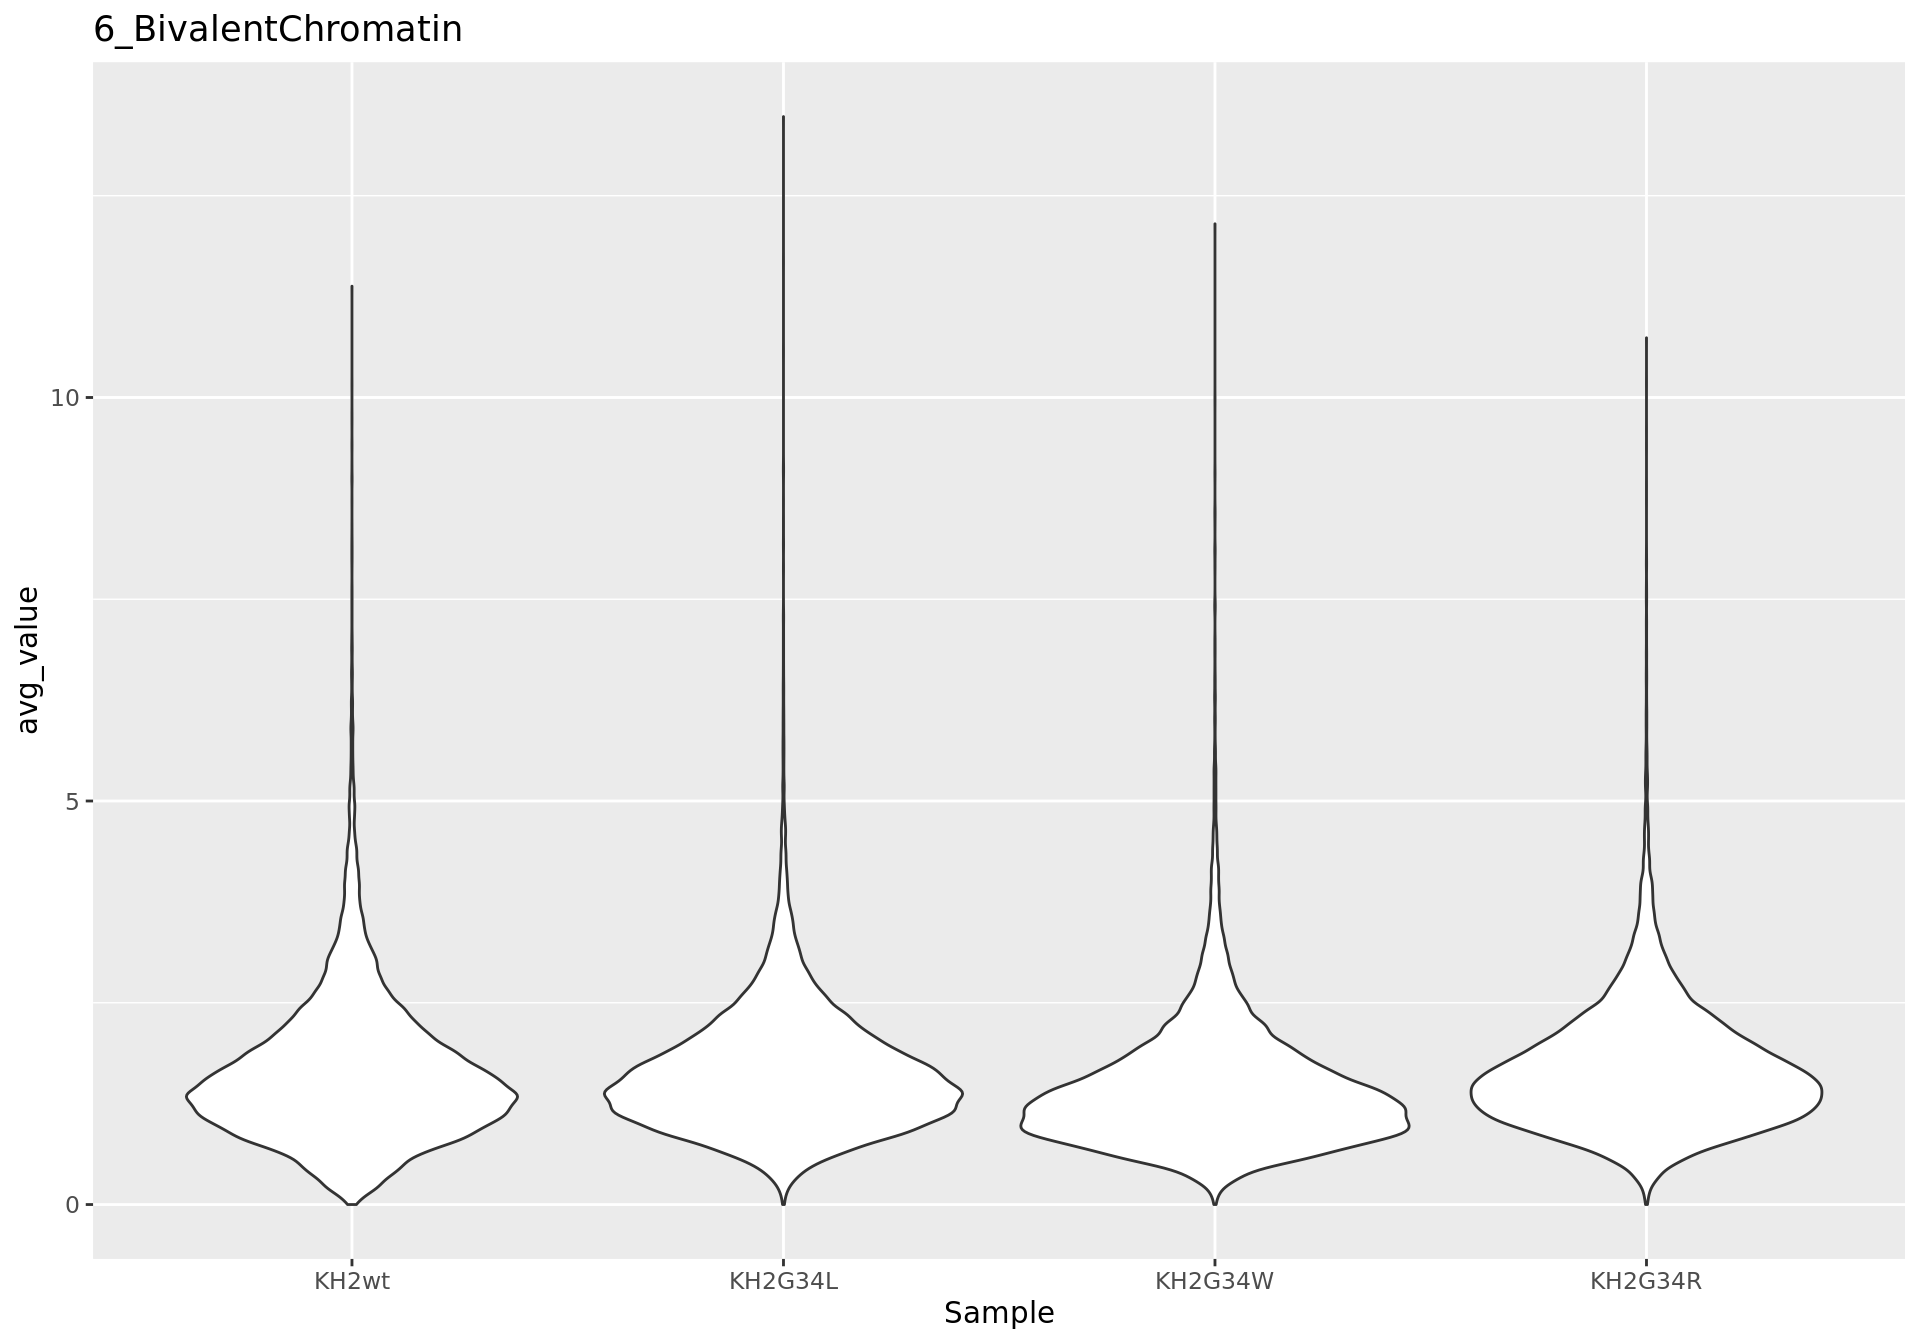 6_BivalentChromatin
avg_value
10
5
0
KH2wt KH2G34L KH2G34W KH2G34R
Sample